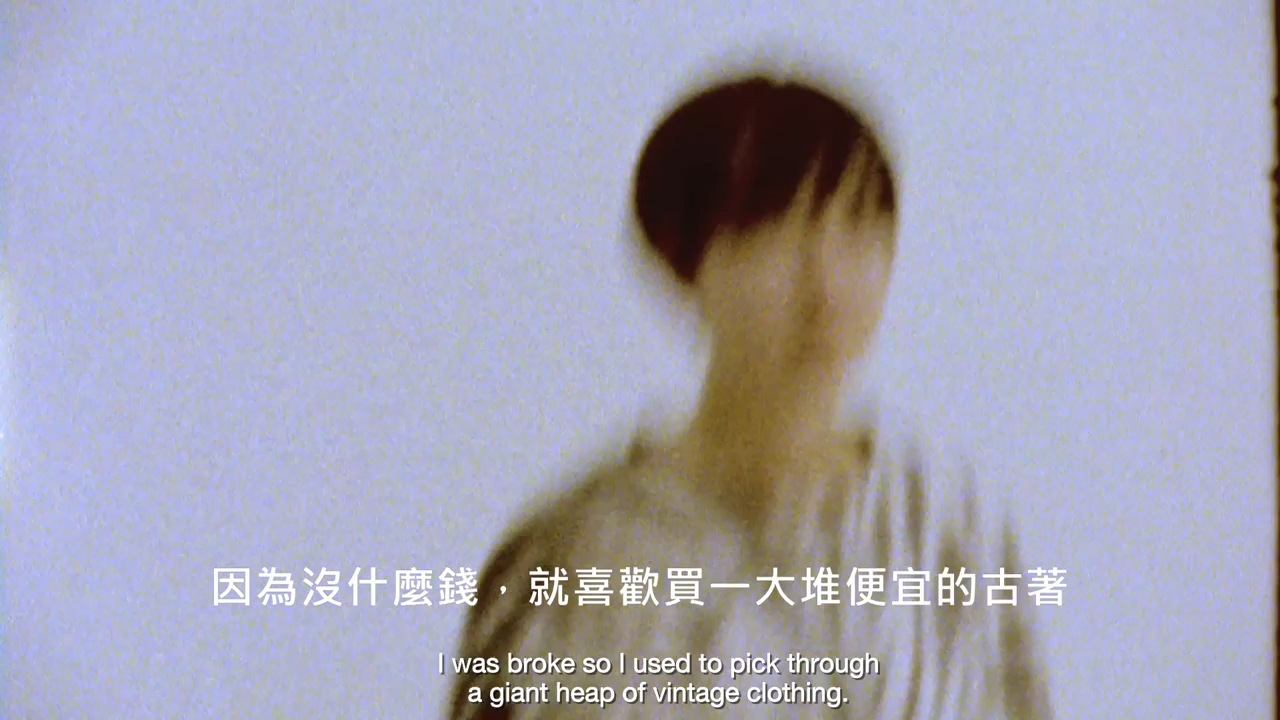 因為沒什麼錢，就喜歡買一大堆便宜的古著
I was broke so I used to pick through
a giant heap of vintage clothing.